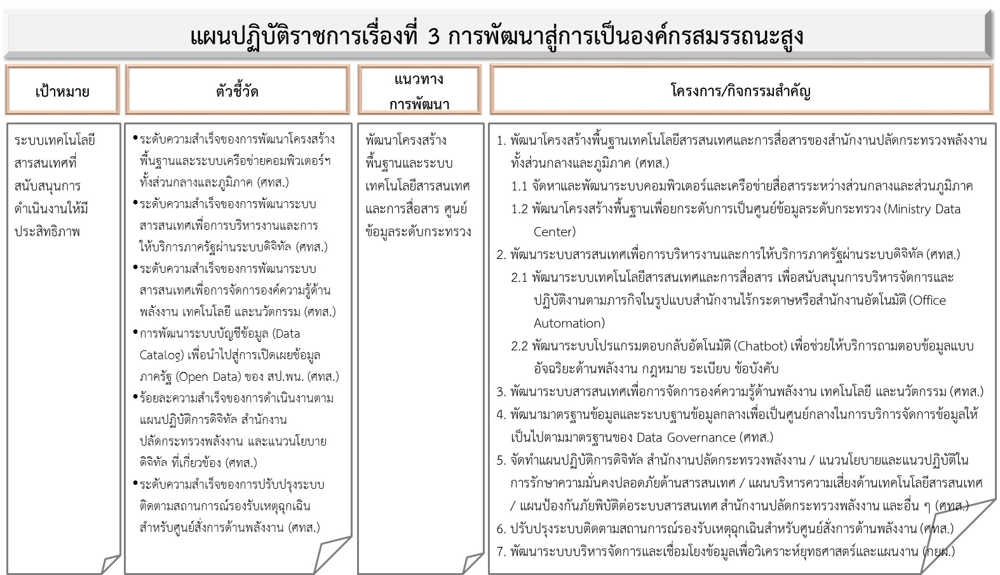 แผนปฏิบัติราชการเรื่องที่ 3 การพัฒนาสู่การเป็นองค์กรสมรรถนะสูง
เป้าหมาย
ตัวชี้วัด
แนวทาง
การพัฒนา
โครงการ/กิจกรรมสำคัญ
ระบบเทคโนโลยี
สารสนเทศที่
สนับสนุนการ
ดำเนินงานให้มี
ประสิทธิภาพ
•ระดับความสำเร็จของการพัฒนาโครงสร้าง
พื้นฐานและระบบเครือข่ายคอมพิวเตอร์ฯ
ทั้งส่วนกลางและภูมิภาค (ศทส.)
•ระดับความสำเร็จของการพัฒนาระบบ
สารสนเทศเพื่อการบริหารงานและการ
ให้บริการภาครัฐผ่านระบบดิจิทัล (ศทส.)
•ระดับความสำเร็จของการพัฒนาระบบ
สารสนเทศเพื่อการจัดการองค์ความรู้ด้าน
พลังงาน เทคโนโลยี และนวัตกรรม (ศทส.)
•การพัฒนาระบบบัญชีข้อมูล (Data
Catalog) เพื่อนำไปสู่การเปิดเผยข้อมูล
ภาครัฐ (Open Data) ของ สป.พน. (ศทส.)
•ร้อยละความสำเร็จของการดำเนินงานตาม
แผนปฏิบัติการดิจิทัล สำนักงาน
ปลัดกระทรวงพลังงาน และแนวนโยบาย
ดิจิทัล ที่เกี่ยวข้อง (ศทส.)
•ระดับความสำเร็จของการปรับปรุงระบบ
ติดตามสถานการณ์รองรับเหตุฉุกเฉิน
สำหรับศูนย์สั่งการด้านพลังงาน (ศทส.)
พัฒนาโครงสร้าง
พื้นฐานและระบบ
เทคโนโลยีสารสนเทศ
และการสื่อสาร ศูนย์
ข้อมูลระดับกระทรวง
1. พัฒนาโครงสร้างพื้นฐานเทคโนโลยีสารสนเทศและการสื่อสารของสำนักงานปลัดกระทรวงพลังงาน
ทั้งส่วนกลางและภูมิภาค (ศทส.)
1.1 จัดหาและพัฒนาระบบคอมพิวเตอร์และเครือข่ายสื่อสารระหว่างส่วนกลางและส่วนภูมิภาค
1.2 พัฒนาโครงสร้างพื้นฐานเพื่อยกระดับการเป็นศูนย์ข้อมูลระดับกระทรวง (Ministry Data
Center)
2. พัฒนาระบบสารสนเทศเพื่อการบริหารงานและการให้บริการภาครัฐผ่านระบบดิจิทัล (ศทส.)
2.1 พัฒนาระบบเทคโนโลยีสารสนเทศและการสื่อสาร เพื่อสนับสนุนการบริหารจัดการและ
ปฏิบัติงานตามภารกิจในรูปแบบสำนักงานไร้กระดาษหรือสำนักงานอัตโนมัติ (Office
Automation)
2.2 พัฒนาระบบโปรแกรมตอบกลับอัตโนมัติ (Chatbot) เพื่อช่วยให้บริการถามตอบข้อมูลแบบ
อัจฉริยะด้านพลังงาน กฎหมาย ระเบียบ ข้อบังคับ
3. พัฒนาระบบสารสนเทศเพื่อการจัดการองค์ความรู้ด้านพลังงาน เทคโนโลยี และนวัตกรรม (ศทส.)
4. พัฒนามาตรฐานข้อมูลและระบบฐานข้อมูลกลางเพื่อเป็นศูนย์กลางในการบริการจัดการข้อมูลให้
เป็นไปตามมาตรฐานของ Data Governance (ศทส.)
5. จัดทำแผนปฏิบัติการดิจิทัล สำนักงานปลัดกระทรวงพลังงาน / แนวนโยบายและแนวปฏิบัติใน
การรักษาความมั่นคงปลอดภัยด้านสารสนเทศ / แผนบริหารความเสี่ยงด้านเทคโนโลยีสารสนเทศ
/ แผนป้องกันภัยพิบัติต่อระบบสารสนเทศ สำนักงานปลัดกระทรวงพลังงาน และอื่น ๆ (ศทส.)
6. ปรับปรุงระบบติดตามสถานการณ์รองรับเหตุฉุกเฉินสำหรับศูนย์สั่งการด้านพลังงาน (ศทส.)
7. พัฒนาระบบบริหารจัดการและเชื่อมโยงข้อมูลเพื่อวิเคราะห์ยุทธศาสตร์และแผนงาน (กยผ.)